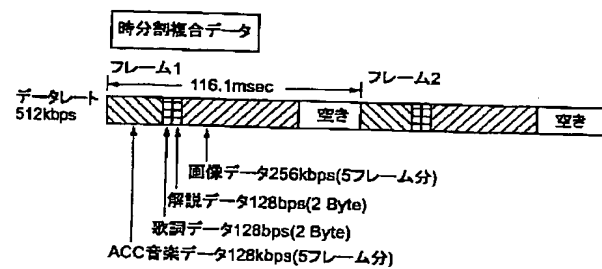 時分割複合データ
フレーム1
フレーム2
116.1msec
データレート
512kbps
空き
空き
画像データ256kbps(5フレーム分)
解説データ128bps(2 Byte)
歌詞データ128bps(2 Byte)
ACC音楽データ128kbps(5フレーム分)